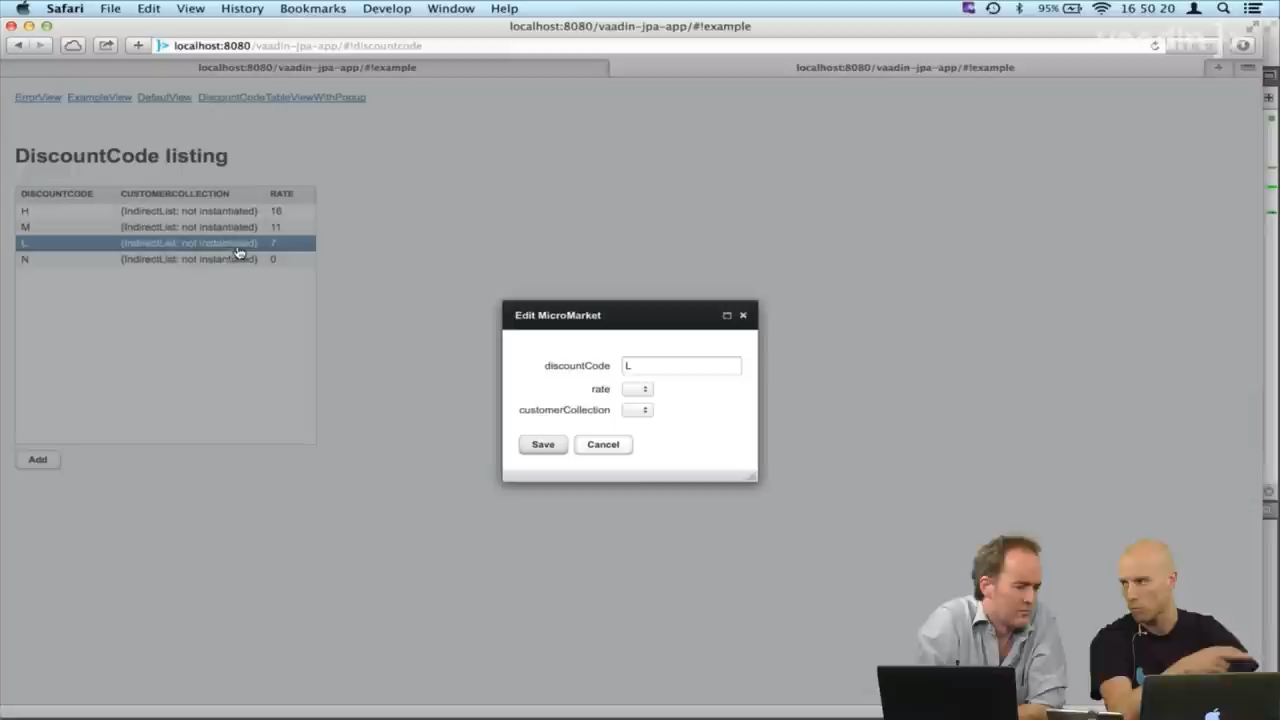 Safari File Edit View History Bookmarks Develop Window Help 95% 16 50 20
localhost:8080/vaadin-jpa-app/#!example
localhost:8080/vaadin-jpa-app/#!discountcode
localhost:8080/vaadin-jpa-app/#!example localhost:8080/vaadin-jpa-app/#!example
ErrorView ExampleView DefaultView DiscountCodeTableViewWithPopup
DiscountCode listing
DISCOUNTCODE CUSTOMERCOLLECTION RATE
H {IndirectList: not instantiated} 16
M {IndirectList: not instantiated} 11
L {IndirectList: not instantiated} 7
N {IndirectList: not instantiated} 0
Add
Edit MicroMarket
discountCode L
rate
customerCollection
Save Cancel